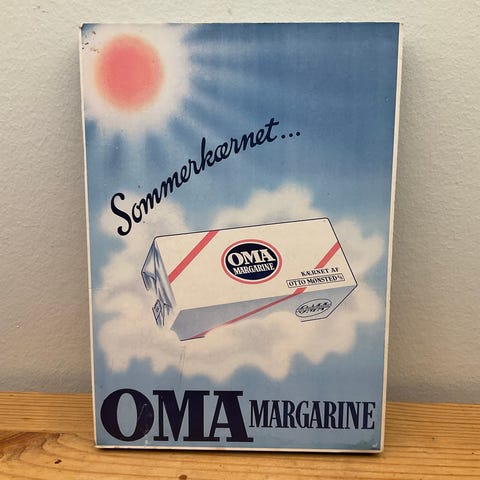 Sommerkærnet...
OMA
MARGARINE
KÆRNET AF
OTTO MØNSTED A/S
OMA MARGARINE